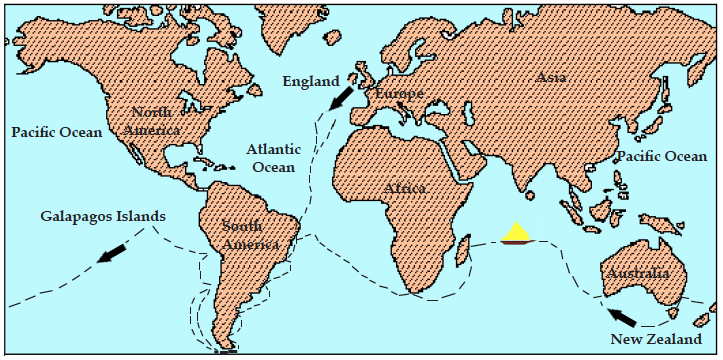 England
Europe
Asia
North
America
Pacific Ocean
Atlantic
Ocean
Pacific Ocean
Africa
Galapagos Islands
South
America
Australia
New Zealand